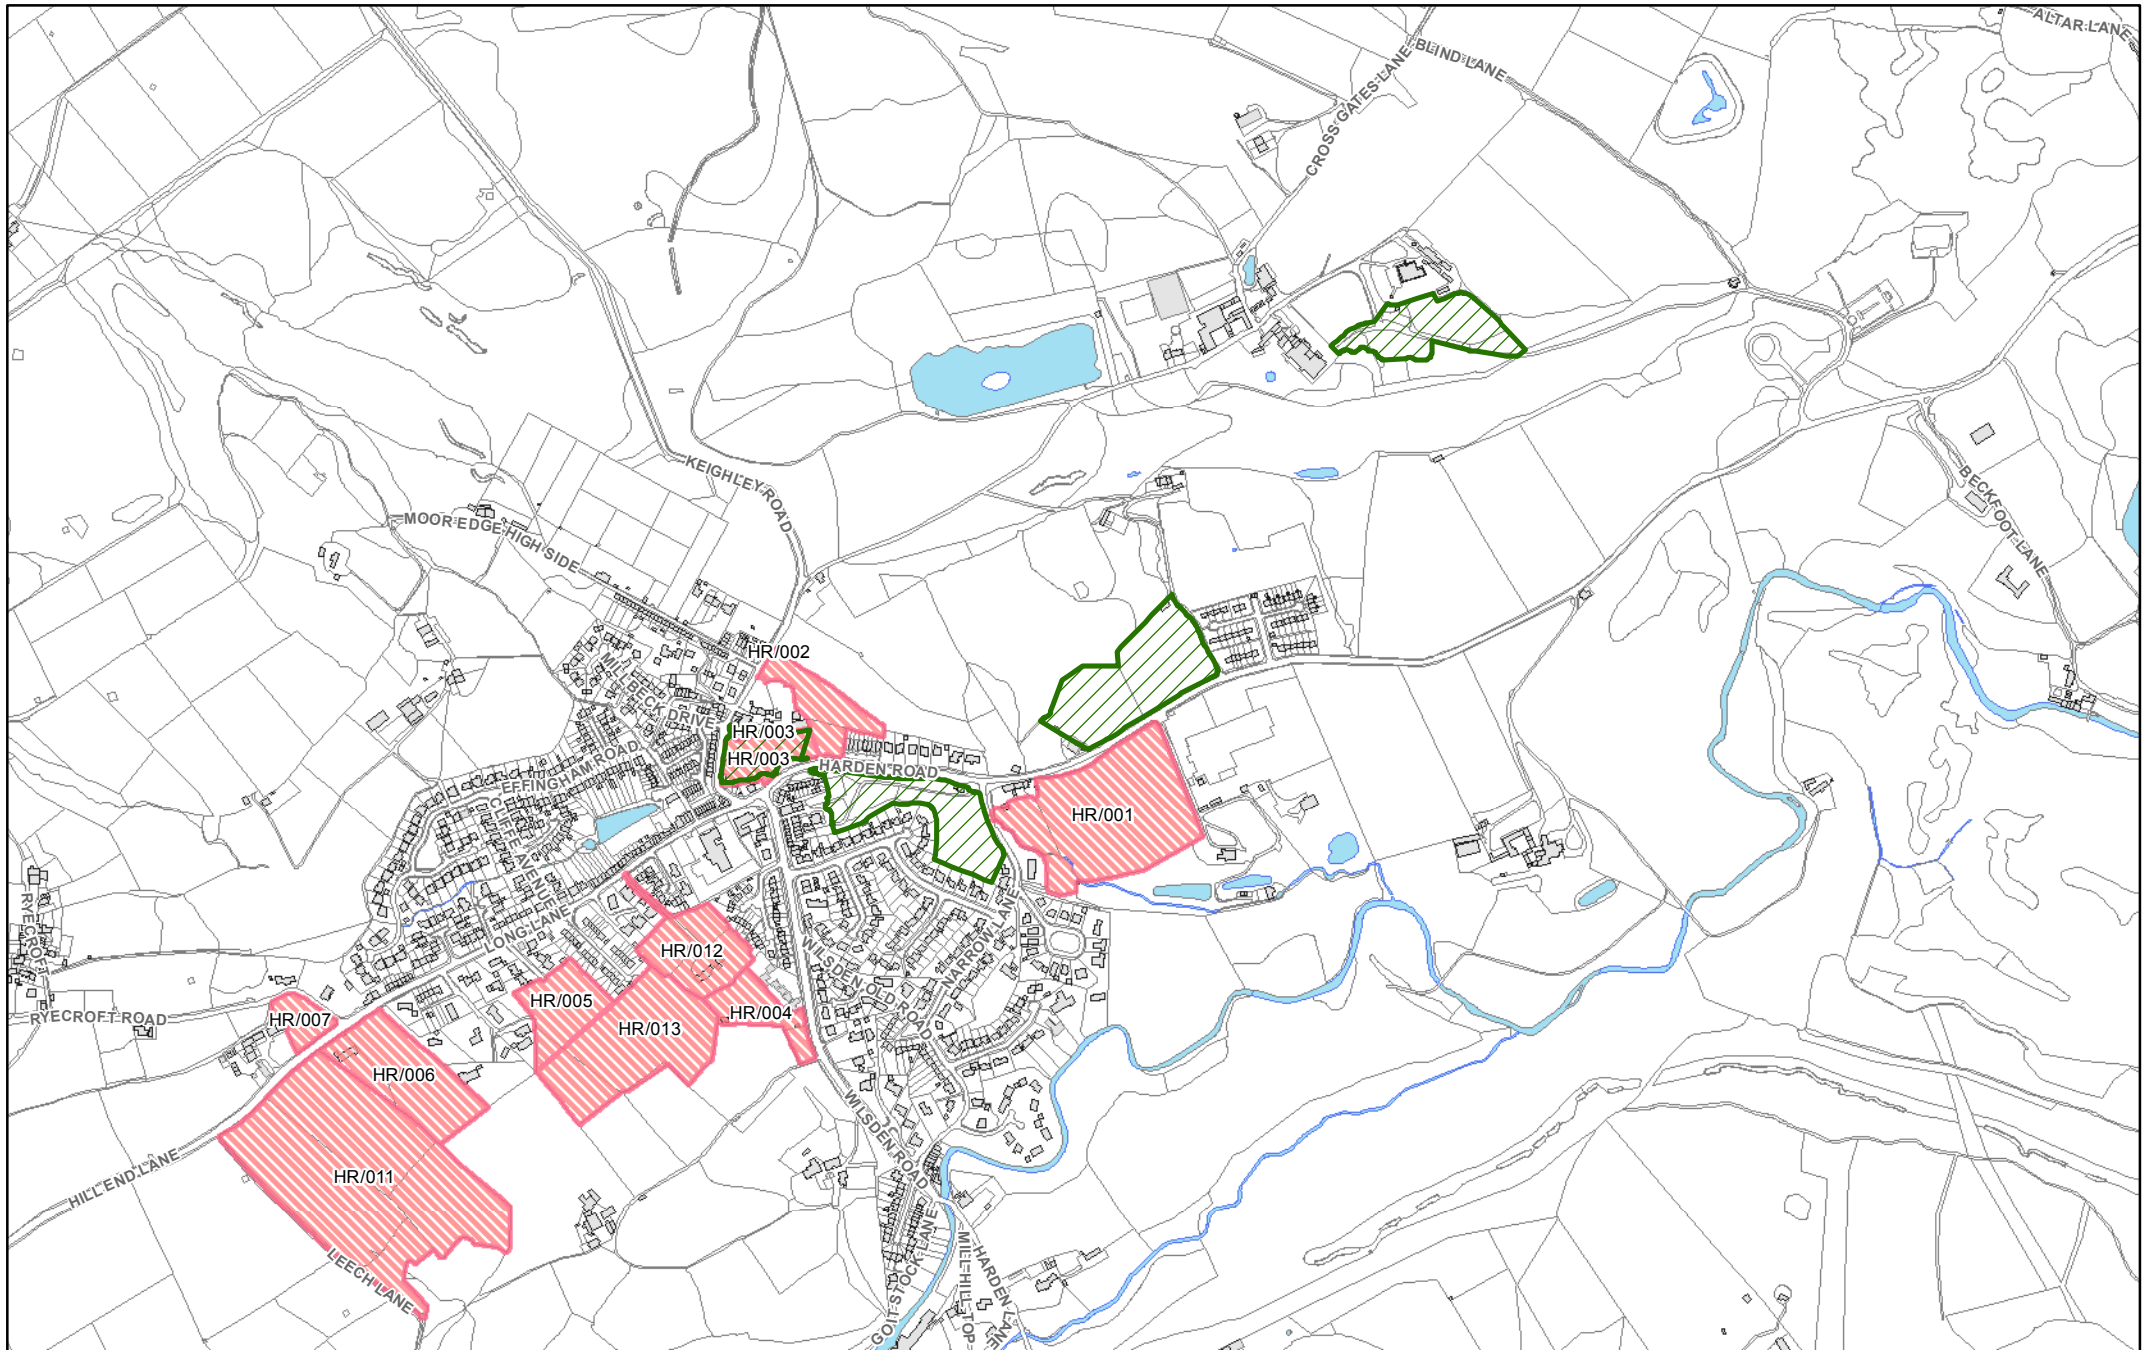 ALTAR LANE
BLIND LANE
CROSS GATES LANE
KEIGHLEY ROAD
BECKFOOT LANE
MOOR EDGE HIGH SIDE
HR/002
MILLBECK DRIVE
HR/003
HR/003
HARDEN ROAD
EFFINGHAM ROAD
CLIFFE AVENUE
HR/001
RYECROFT
LONG LANE
NARROW LANE
WILSDEN OLD ROAD
HR/012
HR/005
HR/004
HR/007
RYECROFT ROAD
HR/013
HR/006
WILSDEN ROAD
HILL END LANE
HR/011
LEECH LANE
GOIT STOCK LANE
MILL HILL TOP
HARDEN LANE